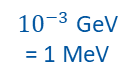 10⁻³ GeV
= 1 MeV